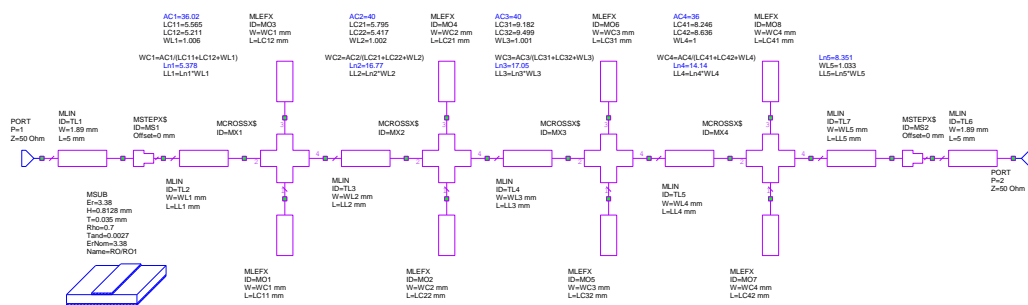 AC1=36.02
LC11=5.565
LC12=5.211
WL1=1.006
MLEFX
ID=MO3
W=WC1 mm
L=LC12 mm
AC2=40
LC21=5.795
LC22=5.417
WL2=1.002
MLEFX
ID=MO4
W=WC2 mm
L=LC21 mm
AC3=40
LC31=9.182
LC32=9.499
WL3=1.001
MLEFX
ID=MO6
W=WC3 mm
L=LC31 mm
AC4=36
LC41=8.246
LC42=8.636
WL4=1
MLEFX
ID=MO8
W=WC4 mm
L=LC41 mm
WC1=AC1/(LC11+LC12+WL1)
Ln1=5.378
LL1=Ln1*WL1
WC2=AC2/(LC21+LC22+WL2)
Ln2=16.77
LL2=Ln2*WL2
WC3=AC3/(LC31+LC32+WL3)
Ln3=17.05
LL3=Ln3*WL3
WC4=AC4/(LC41+LC42+WL4)
Ln4=14.14
LL4=Ln4*WL4
Ln5=8.351
WL5=1.033
LL5=Ln5*WL5
PORT
P=1
Z=50 Ohm
MLIN
ID=TL1
W=1.89 mm
L=5 mm
MSTEPX$
ID=MS1
Offset=0 mm
MCROSSX$
ID=MX1
MCROSSX$
ID=MX2
MCROSSX$
ID=MX3
MCROSSX$
ID=MX4
MLIN
ID=TL7
W=WL5 mm
L=LL5 mm
MSTEPX$
ID=MS2
Offset=0 mm
MLIN
ID=TL6
W=1.89 mm
L=5 mm
3
3
3
3
2
4
2
4
2
4
2
4
MLIN
ID=TL2
W=WL1 mm
L=LL1 mm
MLIN
ID=TL3
W=WL2 mm
L=LL2 mm
MLIN
ID=TL4
W=WL3 mm
L=LL3 mm
MLIN
ID=TL5
W=WL4 mm
L=LL4 mm
PORT
P=2
Z=50 Ohm
MSUB
Er=3.38
H=0.8128 mm
T=0.035 mm
Rho=0.7
Tand=0.0027
ErNom=3.38
Name=RO/RO1
MLEFX
ID=MO1
W=WC1 mm
L=LC11 mm
MLEFX
ID=MO2
W=WC2 mm
L=LC22 mm
MLEFX
ID=MO5
W=WC3 mm
L=LC32 mm
MLEFX
ID=MO7
W=WC4 mm
L=LC42 mm